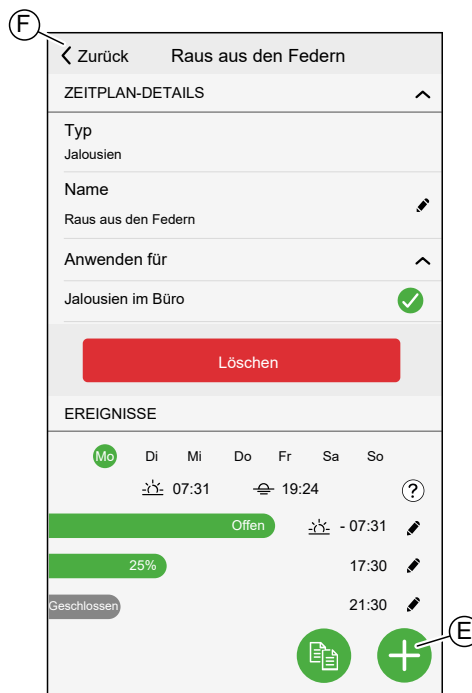 F
Zurück Raus aus den Federn
ZEITPLAN-DETAILS
Typ
Jalousien
Name
Raus aus den Federn
Anwenden für
Jalousien im Büro
Löschen
EREIGNISSE
Mo Di Mi Do Fr Sa So
07:31 19:24 ?
Offen - 07:31
25% 17:30
Geschlossen 21:30
E